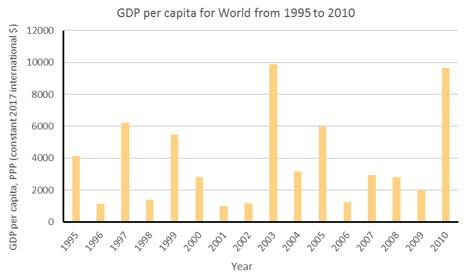 GDP per capita for World from 1995 to 2010
GDP per capita, PPP (constant 2017 international $)
12000
10000
8000
6000
4000
2000
0
1995 1996 1997 1998 1999 2000 2001 2002 2003 2004 2005 2006 2007 2008 2009 2010
Year